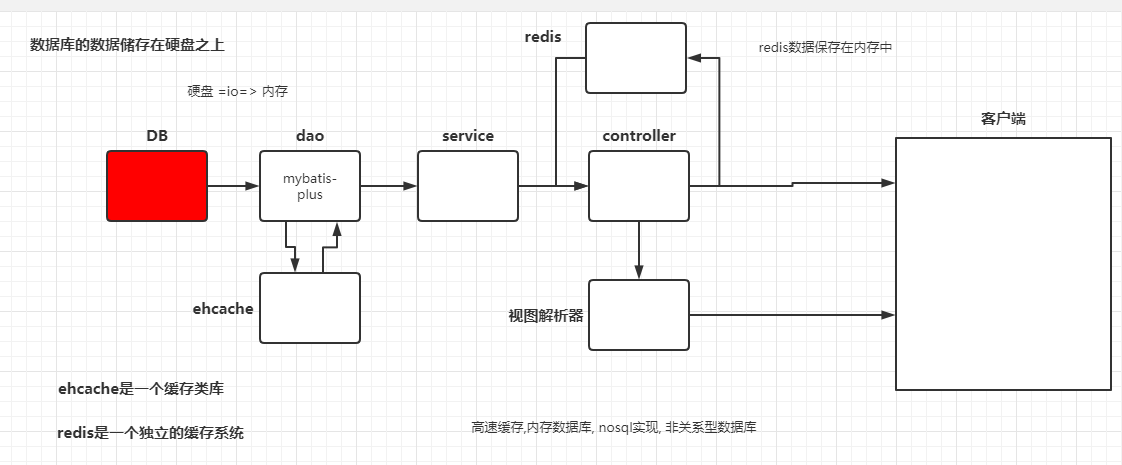 数据库的数据储存在硬盘之上
redis
redis数据保存在内存中
硬盘 =io=> 内存
客户端
DB
dao
service
controller
mybatis-
plus
ehcache
视图解析器
ehcache是一个缓存类库
redis是一个独立的缓存系统
高速缓存,内存数据库, nosql实现, 非关系型数据库